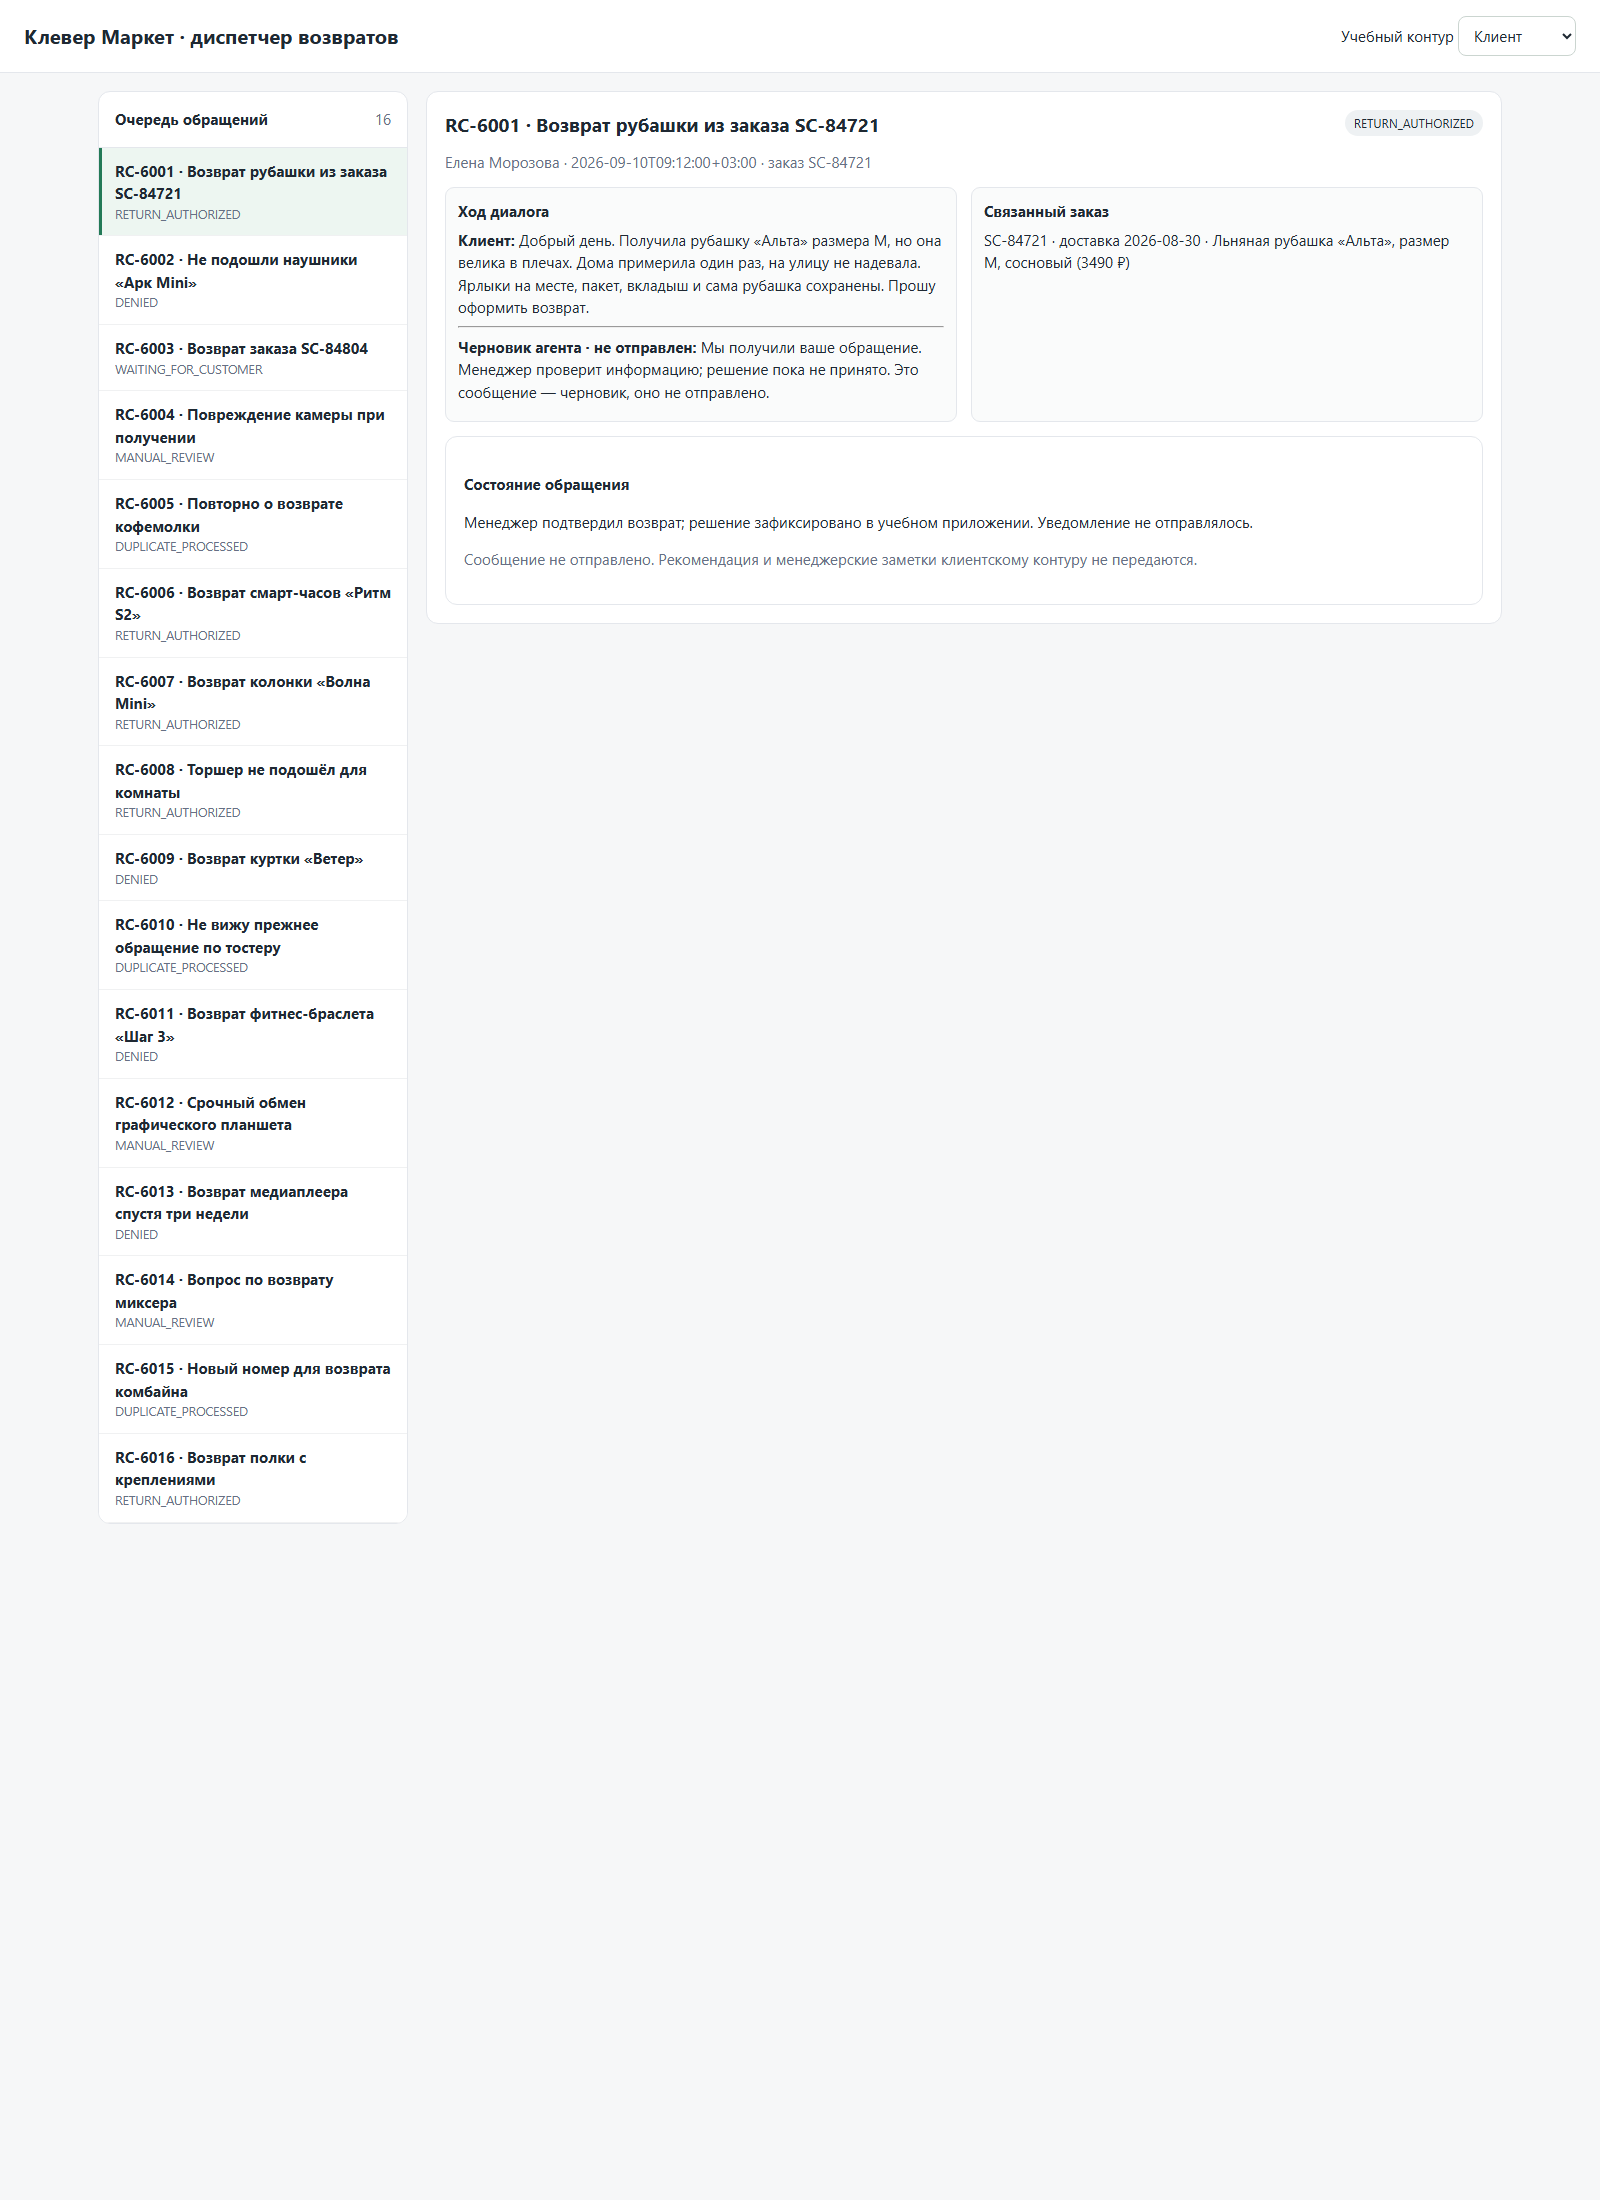 Клевер Маркет · диспетчер возвратов
Учебный контур
Клиент
Очередь обращений
16
RC-6001 · Возврат рубашки из заказа
SC-84721
RETURN_AUTHORIZED
RC-6002 · Не подошли наушники
«Арк Mini»
DENIED
RC-6003 · Возврат заказа SC-84804
WAITING_FOR_CUSTOMER
RC-6004 · Повреждение камеры при
получении
MANUAL_REVIEW
RC-6005 · Повторно о возврате
кофемолки
DUPLICATE_PROCESSED
RC-6006 · Возврат смарт-часов «Ритм
S2»
RETURN_AUTHORIZED
RC-6007 · Возврат колонки «Волна
Mini»
RETURN_AUTHORIZED
RC-6008 · Торшер не подошёл для
комнаты
RETURN_AUTHORIZED
RC-6009 · Возврат куртки «Ветер»
DENIED
RC-6010 · Не вижу прежнее
обращение по тостеру
DUPLICATE_PROCESSED
RC-6011 · Возврат фитнес-браслета
«Шаг 3»
DENIED
RC-6012 · Срочный обмен
графического планшета
MANUAL_REVIEW
RC-6013 · Возврат медиаплеера
спустя три недели
DENIED
RC-6014 · Вопрос по возврату
миксера
MANUAL_REVIEW
RC-6015 · Новый номер для возврата
комбайна
DUPLICATE_PROCESSED
RC-6016 · Возврат полки с
креплениями
RETURN_AUTHORIZED
RC-6001 · Возврат рубашки из заказа SC-84721
RETURN_AUTHORIZED
Елена Морозова · 2026-09-10T09:12:00+03:00 · заказ SC-84721
Ход диалога
Клиент: Добрый день. Получила рубашку «Альта» размера M, но она
велика в плечах. Дома примерила один раз, на улицу не надевала.
Ярлыки на месте, пакет, вкладыш и сама рубашка сохранены. Прошу
оформить возврат.
Черновик агента · не отправлен: Мы получили ваше обращение.
Менеджер проверит информацию; решение пока не принято. Это
сообщение — черновик, оно не отправлено.
Связанный заказ
SC-84721 · доставка 2026-08-30 · Льняная рубашка «Альта», размер
M, сосновый (3490 ₽)
Состояние обращения
Менеджер подтвердил возврат; решение зафиксировано в учебном приложении. Уведомление не отправлялось.
Сообщение не отправлено. Рекомендация и менеджерские заметки клиентскому контуру не передаются.